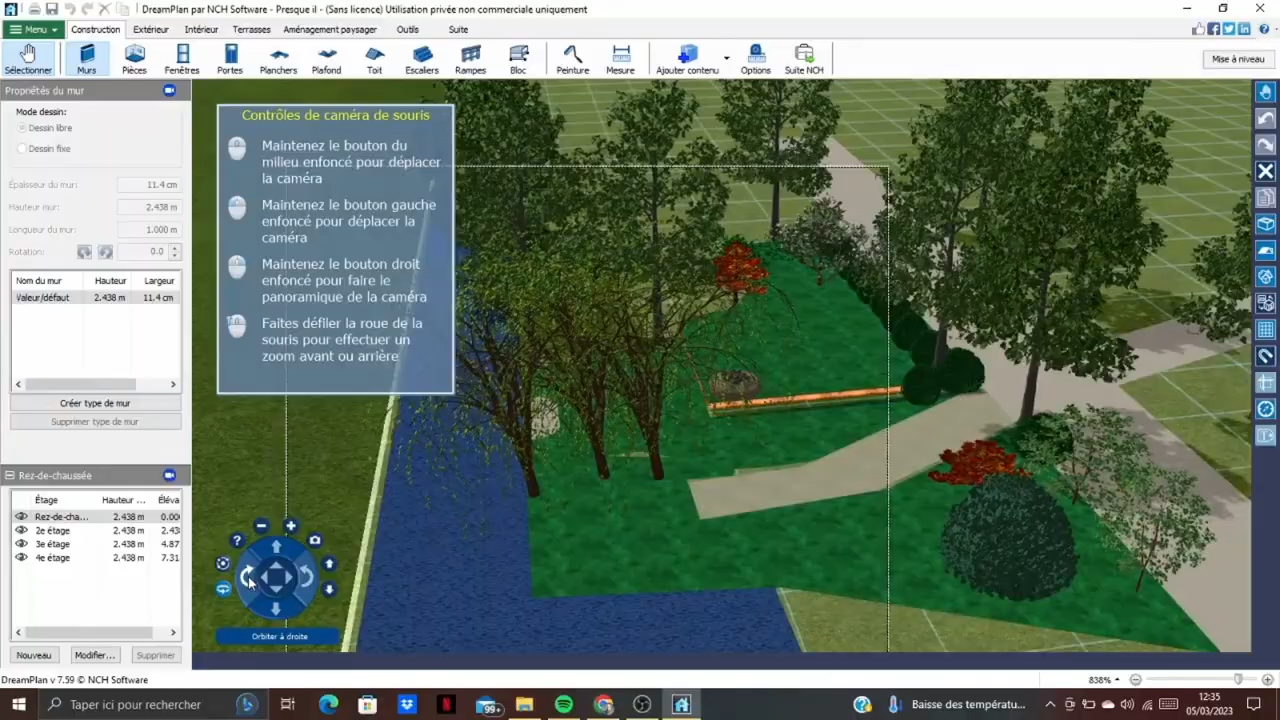 DreamPlan par NCH Software - Presque il - (Sans licence) Utilisation privée non commerciale uniquement
Menu
Construction
Extérieur
Intérieur
Terrasses
Aménagement paysager
Outils
Suite
Sélectionner
Murs
Pièces
Fenêtres
Portes
Planchers
Plafond
Toit
Escaliers
Rampes
Bloc
Peinture
Mesure
Ajouter contenu
Options
Suite NCH
Mise à niveau
Propriétés du mur
Mode dessin:
Dessin libre
Dessin fixe
Épaisseur du mur: 11.4 cm
Hauteur mur: 2.438 m
Longueur du mur: 1.000 m
Rotation: 0.0
Nom du mur Hauteur Largeur
Valeur/défaut 2.438 m 11.4 cm
Créer type de mur
Supprimer type de mur
Rez-de-chaussée
Étage Hauteur ... Éléva
Rez-de-cha... 2.438 m 0.00
2e étage 2.438 m 2.43
3e étage 2.438 m 4.87
4e étage 2.438 m 7.31
Nouveau
Modifier...
Supprimer
Contrôles de caméra de souris
Maintenez le bouton du
milieu enfoncé pour déplacer
la caméra
Maintenez le bouton gauche
enfoncé pour déplacer la
caméra
Maintenez le bouton droit
enfoncé pour faire le
panoramique de la caméra
Faites défiler la roue de la
souris pour effectuer un
zoom avant ou arrière
Orbiter à droite
DreamPlan v 7.59 © NCH Software
838%
Taper ici pour rechercher
99+
Baisse des températu...
12:35
05/03/2023